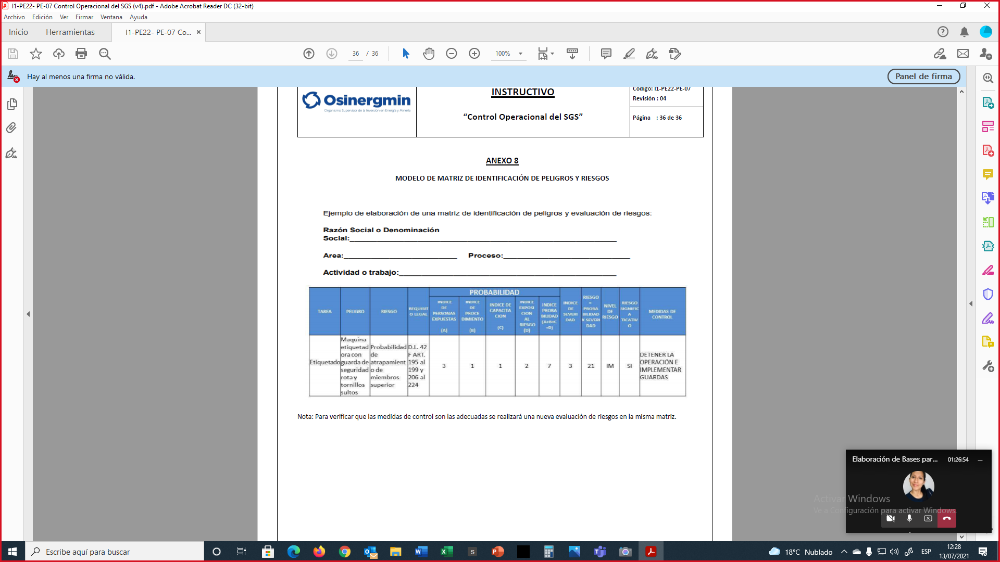 I1-PE22- PE-07 Control Operacional del SGS (v4).pdf - Adobe Acrobat Reader DC (32-bit)
Archivo Edición Ver Firmar Ventana Ayuda
Inicio Herramientas I1-PE22- PE-07 Co...
36 / 36 100%
Hay al menos una firma no válida.
Panel de firma
Osinergmin
Organismo Supervisor de la Inversión en Energía y Minería
INSTRUCTIVO
“Control Operacional del SGS”
Código: I1-PE22-PE-07
Revisión : 04
Página : 36 de 36
ANEXO 8
MODELO DE MATRIZ DE IDENTIFICACIÓN DE PELIGROS Y RIESGOS
Ejemplo de elaboración de una matriz de identificación de peligros y evaluación de riesgos:
Razón Social o Denominación
Social:
Area: Proceso:
Actividad o trabajo:
PROBABILIDAD
TAREA
PELIGRO
RIESGO
REQUISIT
O LEGAL
INDICE
DE
PERSONAS
EXPUESTAS
(A)
INDICE
DE
PROCE
DIMIENTO
(B)
INDICE DE
CAPACITA
CION
(C)
INDICE
EXPOSI
CION
AL
RIESGO
(D)
INDICE
PROBA
BILIDAD
(A+B+C
+D)
INDICE
DE
SEVERI
DAD
RIESGO
=
PROBA
BILIDAD
X SEVERI
DAD
NIVEL
DE
RIESGO
RIESGO
SIGNIFIC
A
TICATIV
O
MEDIDAS DE
CONTROL
Etiquetado
Maquina
etiquetad
ora con
guarda de
seguridad
rota y
tornillos
sultos
Probabilidad
de
atrapamient
o de
miembros
superior
D.L. 42
F ART.
195 al
199 y
206 al
224
3
1
1
2
7
3
21
IM
SI
DETENER LA
OPERACIÓN E
IMPLEMENTAR
GUARDAS
Nota: Para verificar que las medidas de control son las adecuadas se realizará una nueva evaluación de riesgos en la misma matriz.
Elaboración de Bases par... 01:26:54
Activar Windows
Ve a Configuración para activar Windows.
Escribe aquí para buscar
18°C Nublado
ESP
12:28
13/07/2021